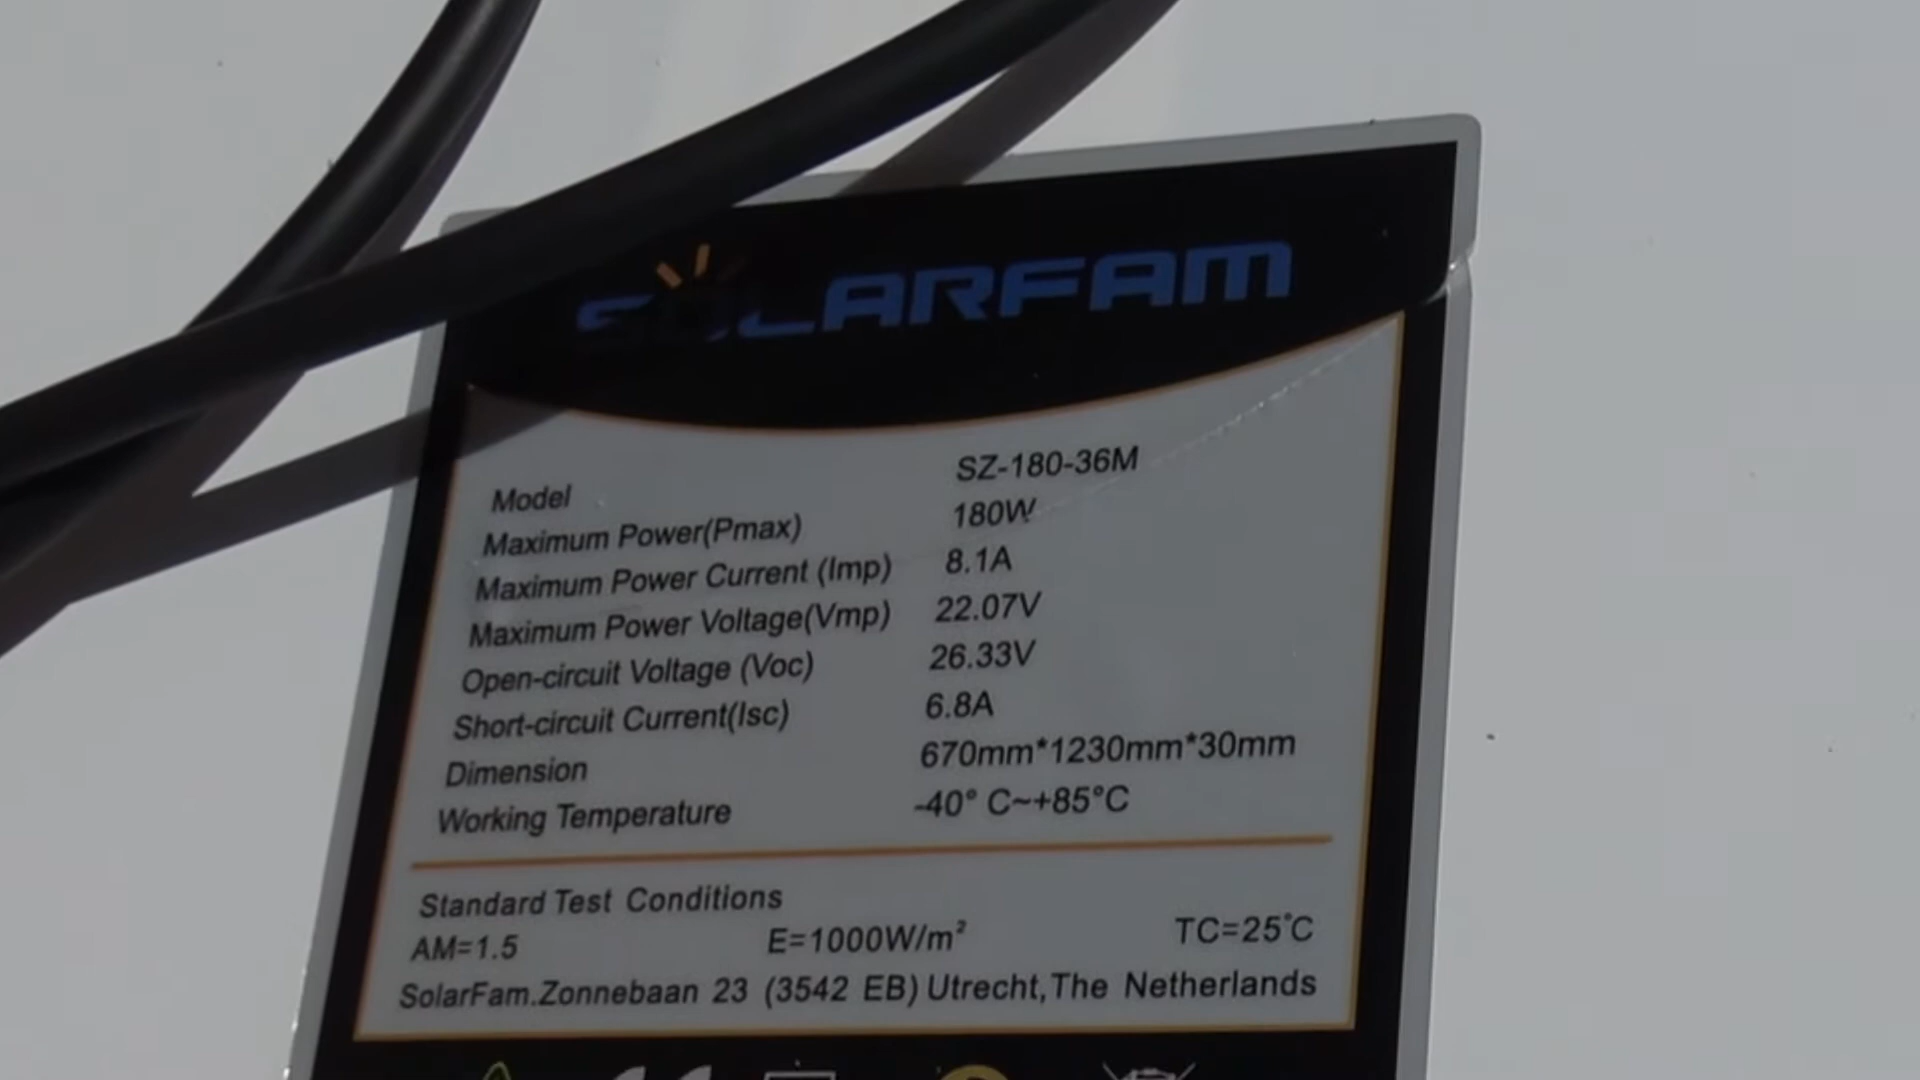 SOLARFAM
Model SZ-180-36M
Maximum Power(Pmax) 180W
Maximum Power Current (Imp) 8.1A
Maximum Power Voltage(Vmp) 22.07V
Open-circuit Voltage (Voc) 26.33V
Short-circuit Current(Isc) 6.8A
Dimension 670mm*1230mm*30mm
Working Temperature -40° C~+85°C
Standard Test Conditions
AM=1.5 E=1000W/m² TC=25°C
SolarFam.Zonnebaan 23 (3542 EB) Utrecht,The Netherlands